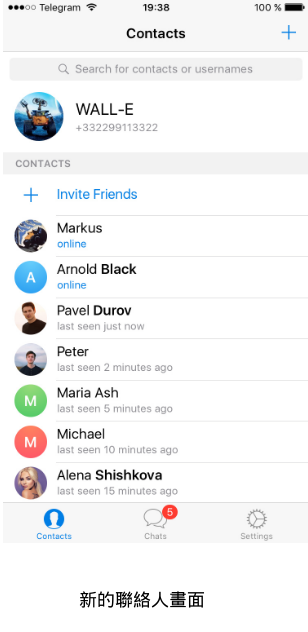 Telegram 19:38 100 %
Contacts +
Search for contacts or usernames
WALL-E
+332299113322
CONTACTS
+ Invite Friends
Markus
online
A
Arnold Black
online
Pavel Durov
last seen just now
Peter
last seen 2 minutes ago
M
Maria Ash
last seen 5 minutes ago
M
Michael
last seen 10 minutes ago
Alena Shishkova
last seen 15 minutes ago
5
Contacts Chats Settings
新的聯絡人畫面